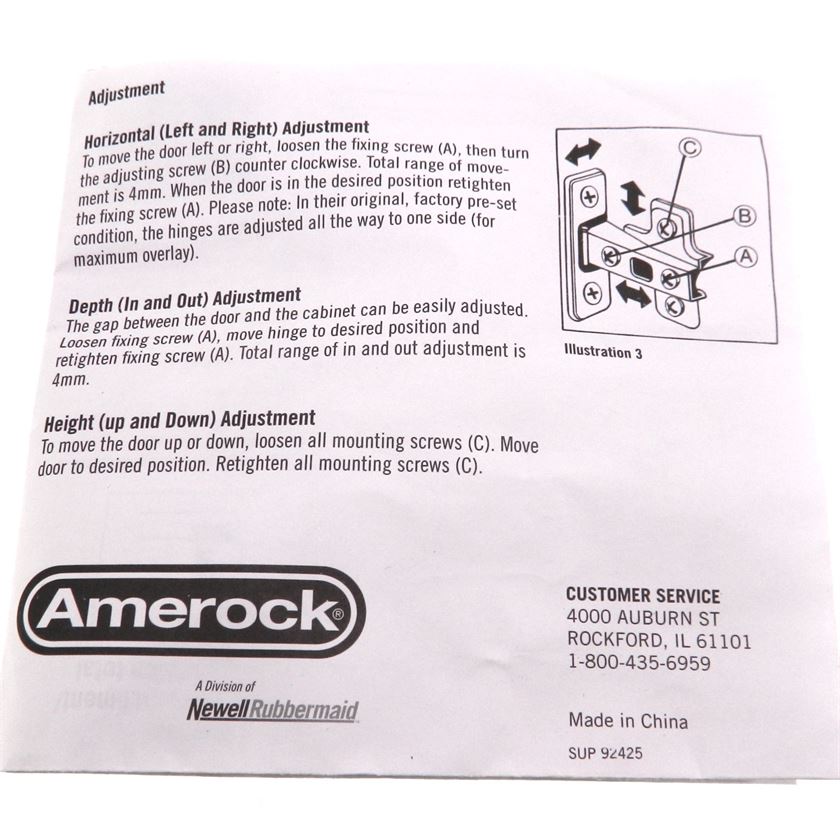 Adjustment
Horizontal (Left and Right) Adjustment
To move the door left or right, loosen the fixing screw (A), then turn
the adjusting screw (B) counter clockwise. Total range of move-
ment is 4mm. When the door is in the desired position retighten
the fixing screw (A). Please note: In their original, factory pre-set
condition, the hinges are adjusted all the way to one side (for
maximum overlay).
Depth (In and Out) Adjustment
The gap between the door and the cabinet can be easily adjusted.
Loosen fixing screw (A), move hinge to desired position and
retighten fixing screw (A). Total range of in and out adjustment is
4mm.
Height (up and Down) Adjustment
To move the door up or down, loosen all mounting screws (C). Move
door to desired position. Retighten all mounting screws (C).
C
B
A
Illustration 3
Amerock®
A Division of
NewellRubbermaid
CUSTOMER SERVICE
4000 AUBURN ST
ROCKFORD, IL 61101
1-800-435-6959
Made in China
SUP 92425